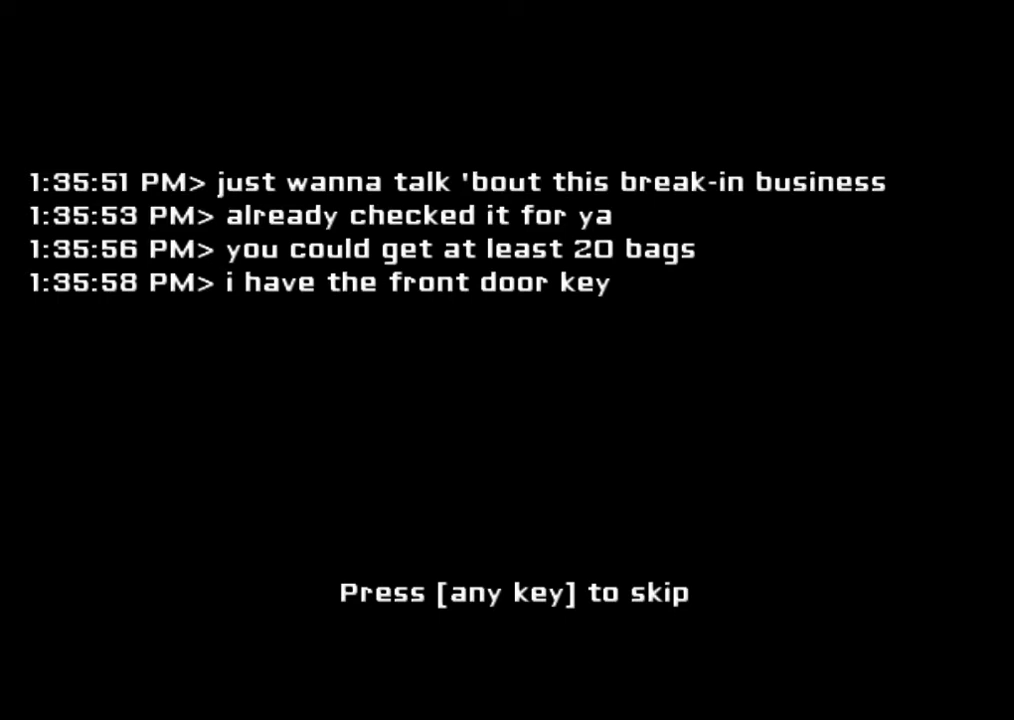 1:35:51 PM> just wanna talk 'bout this break-in business
1:35:53 PM> already checked it for ya
1:35:56 PM> you could get at least 20 bags
1:35:58 PM> i have the front door key
Press [any key] to skip